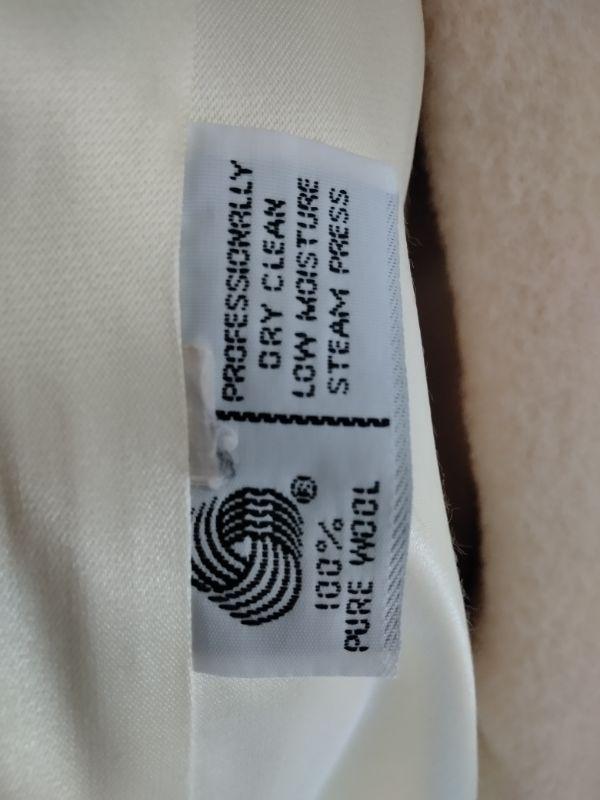 ®
100%
PURE WOOL
PROFESSIONALLY
DRY CLEAN
LOW MOISTURE
STEAM PRESS